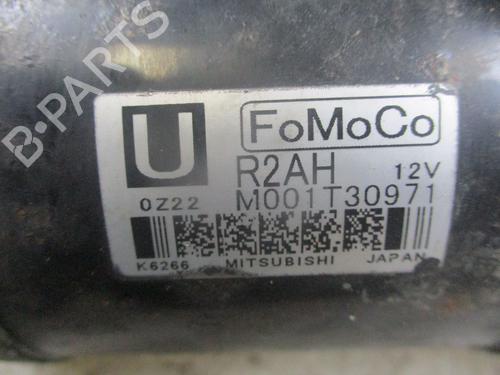 B-PARTS
U
FoMoCo
R2AH 12V
0Z22 M001T30971
K6266 MITSUBISHI JAPAN